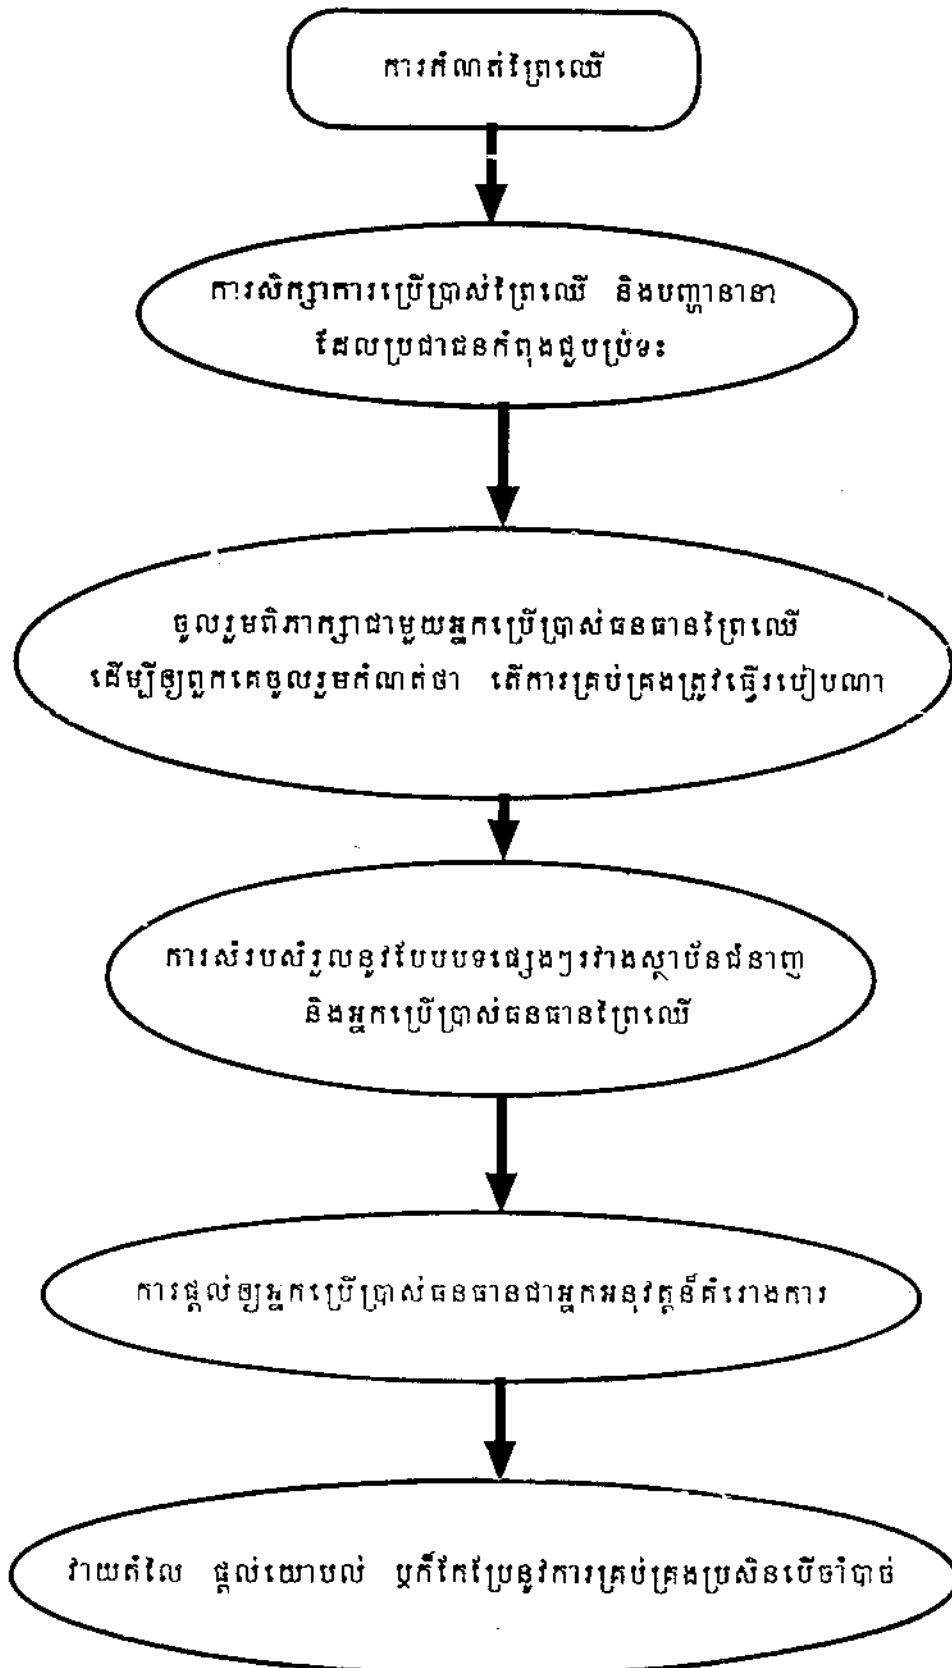 ការកំណត់ព្រៃឈើ
ការសិក្សាការប្រើប្រាស់ព្រៃឈើ និងបញ្ហានានា
ដែលប្រជាជនកំពុងជួបប្រទះ
ចូលរួមពិភាក្សាជាមួយអ្នកប្រើប្រាស់ធនធានព្រៃឈើ
ដើម្បីឲ្យពួកគេចូលរួមកំណត់ថា តើការគ្រប់គ្រងត្រូវធ្វើរបៀបណា
ការសំរបសំរួលនូវបែបបទផ្សេងៗរវាងស្ថាប័នជំនាញ
និងអ្នកប្រើប្រាស់ធនធានព្រៃឈើ
ការផ្តល់ឲ្យអ្នកប្រើប្រាស់ធនធានជាអ្នកអនុវត្តន៏គំរោងការ
វាយតំលៃ ផ្តល់យោបល់ ឬក៏កែប្រែនូវការគ្រប់គ្រងប្រសិនបើចាំបាច់